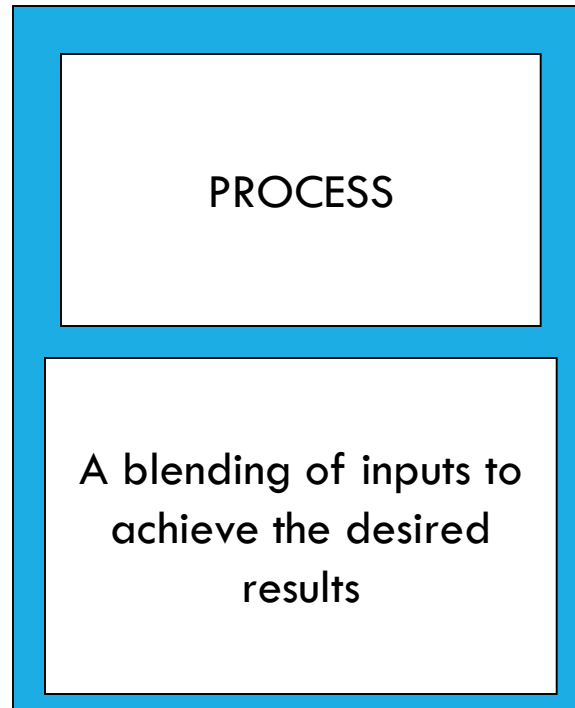 PROCESS
A blending of inputs to
achieve the desired
results